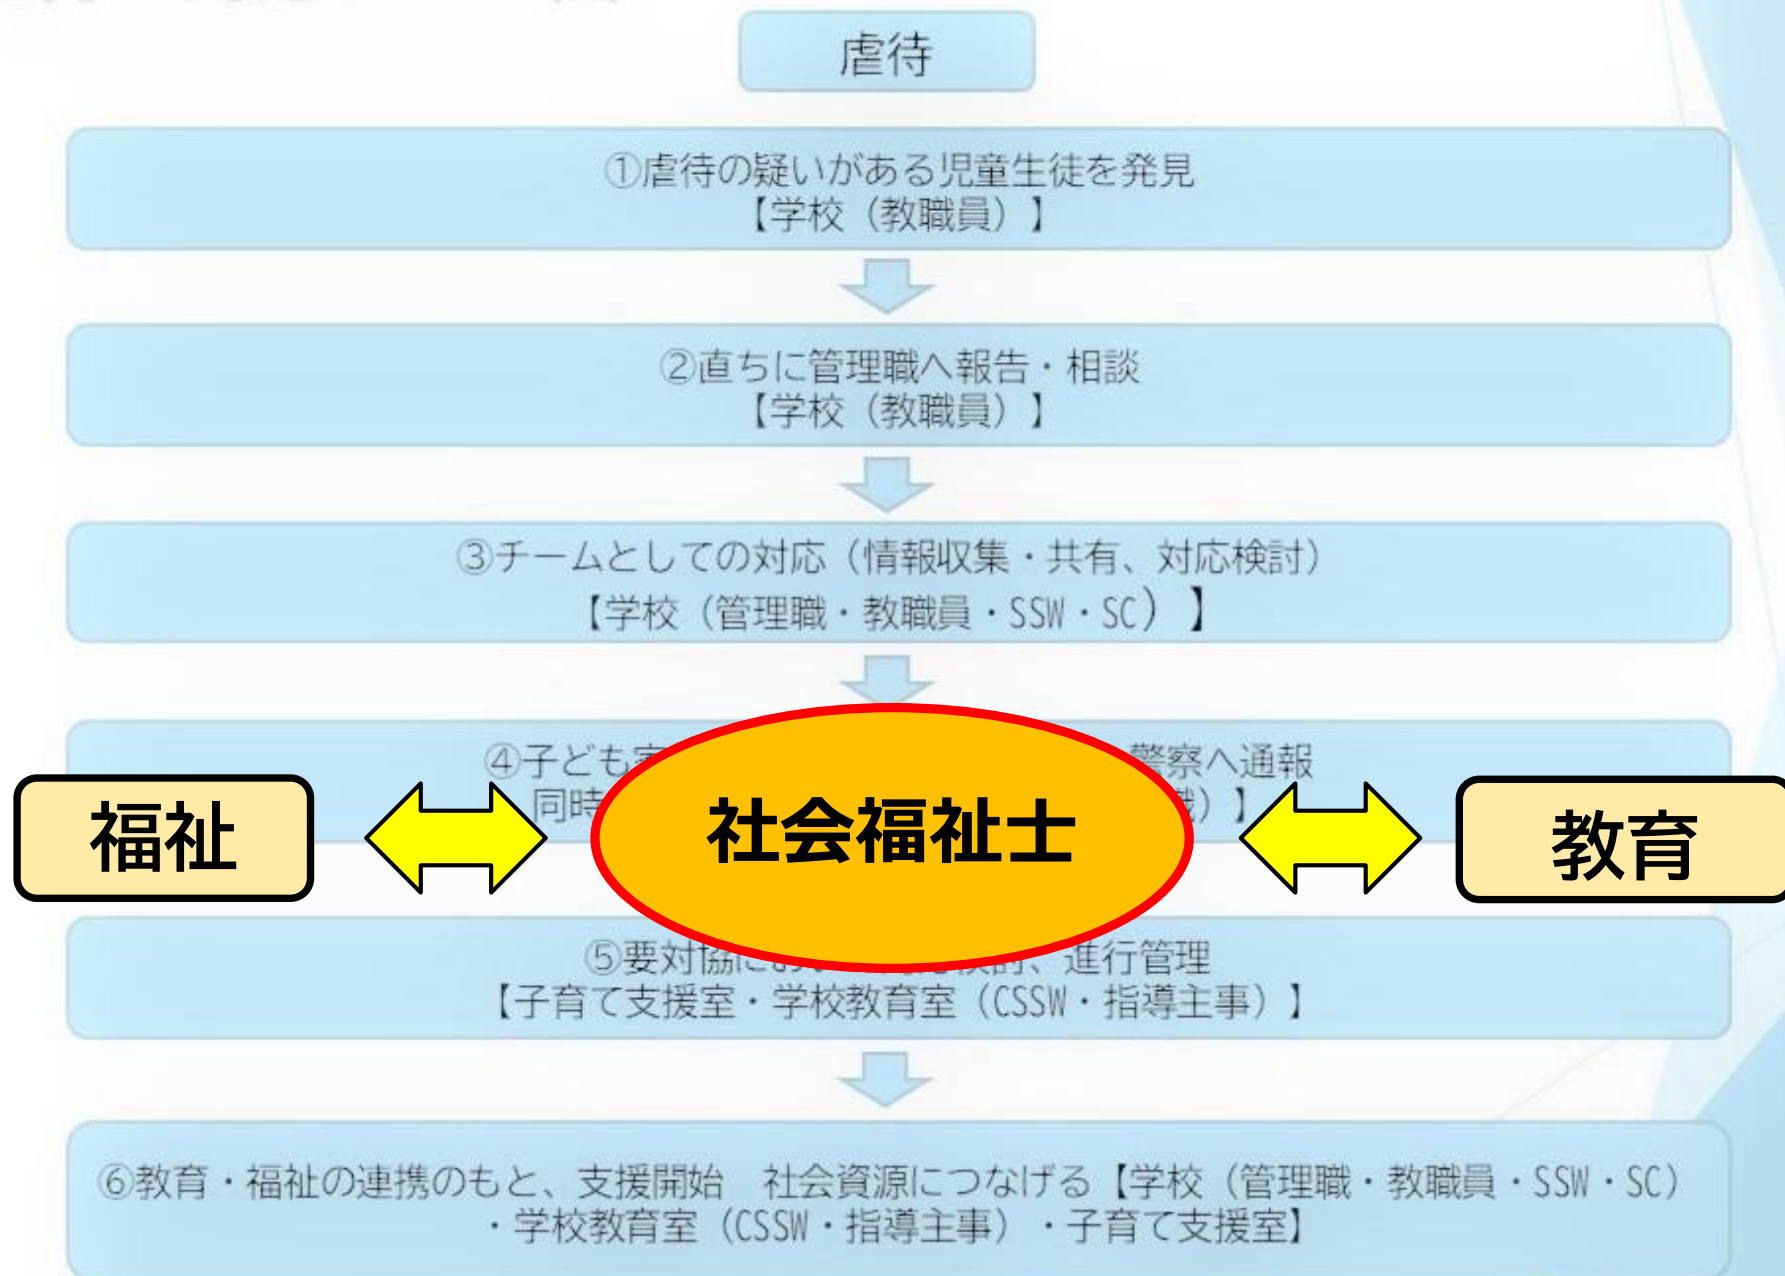 虐待
①虐待の疑いがある児童生徒を発見
【学校（教職員）】
②直ちに管理職へ報告・相談
【学校（教職員）】
③チームとしての対応（情報収集・共有、対応検討）
【学校（管理職・教職員・SSW・SC）】
④子ども 警察へ通報
同時 ）】
福祉
社会福祉士
教育
⑤要対協に 検討、進行管理
【子育て支援室・学校教育室（CSSW・指導主事）】
⑥教育・福祉の連携のもと、支援開始　社会資源につなげる【学校（管理職・教職員・SSW・SC）
・学校教育室（CSSW・指導主事）・子育て支援室】